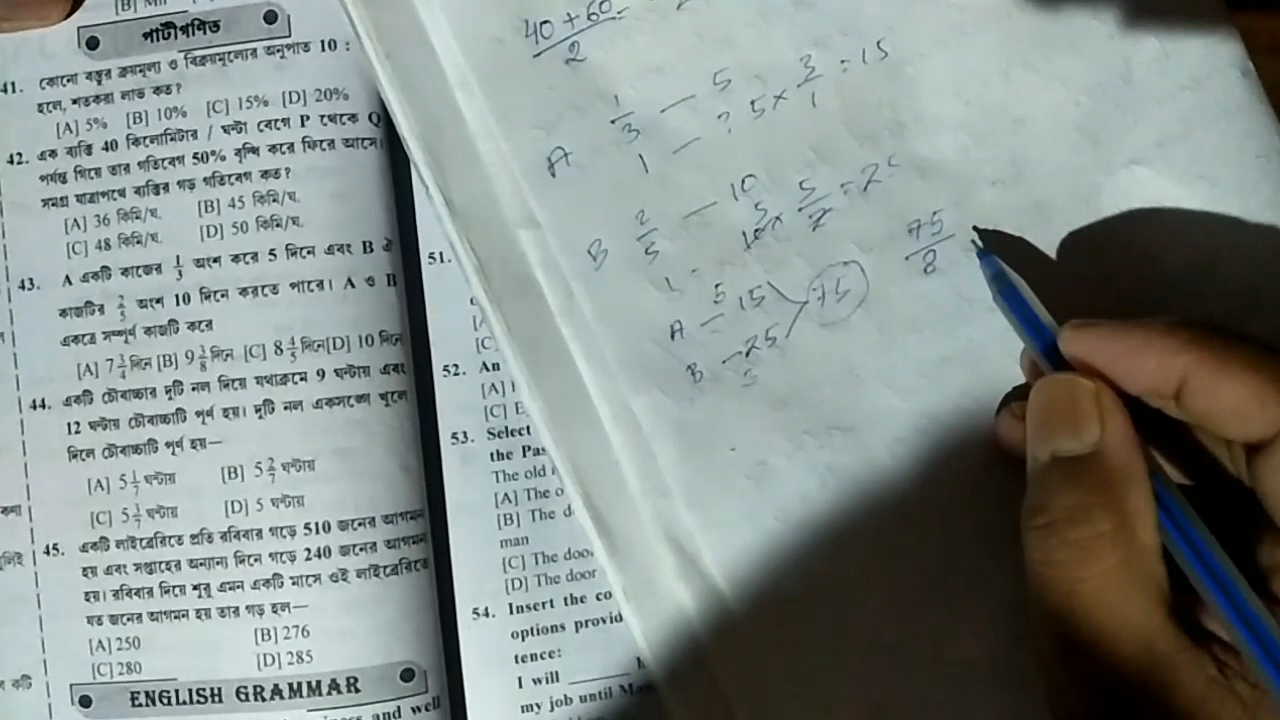 পাটীগণিত
41. কোনো বস্তুর ক্রয়মূল্য ও বিক্রয়মূল্যের অনুপাত 10 :
হলে, শতকরা লাভ কত?
[A] 5% [B] 10% [C] 15% [D] 20%
42. এক ব্যক্তি 40 কিলোমিটার / ঘন্টা বেগে P থেকে Q
পর্যন্ত গিয়ে তার গতিবেগ 50% বৃদ্ধি করে ফিরে আসে।
সমগ্র যাত্রাপথে ব্যক্তির গড় গতিবেগ কত?
[A] 36 কিমি/ঘ. [B] 45 কিমি/ঘ.
[C] 48 কিমি/ঘ. [D] 50 কিমি/ঘ.
43. A একটি কাজের 1/3 অংশ করে 5 দিনে এবং B ঐ
কাজটির 2/5 অংশ 10 দিনে করতে পারে। A ও B
একত্রে সম্পূর্ণ কাজটি করে
[A] 7 3/4 দিনে [B] 9 3/8 দিনে [C] 8 4/5 দিনে [D] 10 দিনে
44. একটি চৌবাচ্চার দুটি নল দিয়ে যথাক্রমে 9 ঘন্টায় এবং
12 ঘন্টায় চৌবাচ্চাটি পূর্ণ হয়। দুটি নল একসঙ্গে খুলে
দিলে চৌবাচ্চাটি পূর্ণ হয়—
[A] 5 1/7 ঘন্টায় [B] 5 2/7 ঘন্টায়
[C] 5 3/7 ঘন্টায় [D] 5 ঘন্টায়
45. একটি লাইব্রেরিতে প্রতি রবিবার গড়ে 510 জনের আগমন
হয় এবং সপ্তাহের অন্যান্য দিনে গড়ে 240 জনের আগমন
হয়। রবিবার দিয়ে শুরু এমন একটি মাসে ওই লাইব্রেরিতে
যত জনের আগমন হয় তার গড় হল—
[A] 250 [B] 276
[C] 280 [D] 285
ENGLISH GRAMMAR
and well
51.
52. An
[A]
[C] E
53. Select
the Pas
The old
[A] The o
[B] The d
man
[C] The doo
[D] The door
54. Insert the co
options provid
tence:
I will ______
my job until
40 + 60 =
2
A 1/3 — 5
1 — ? 5 × 3/1 = 15
B 2/5 — 10
1 - 10 × 5/2 = 2
A — 15 75
B — 25
75/8